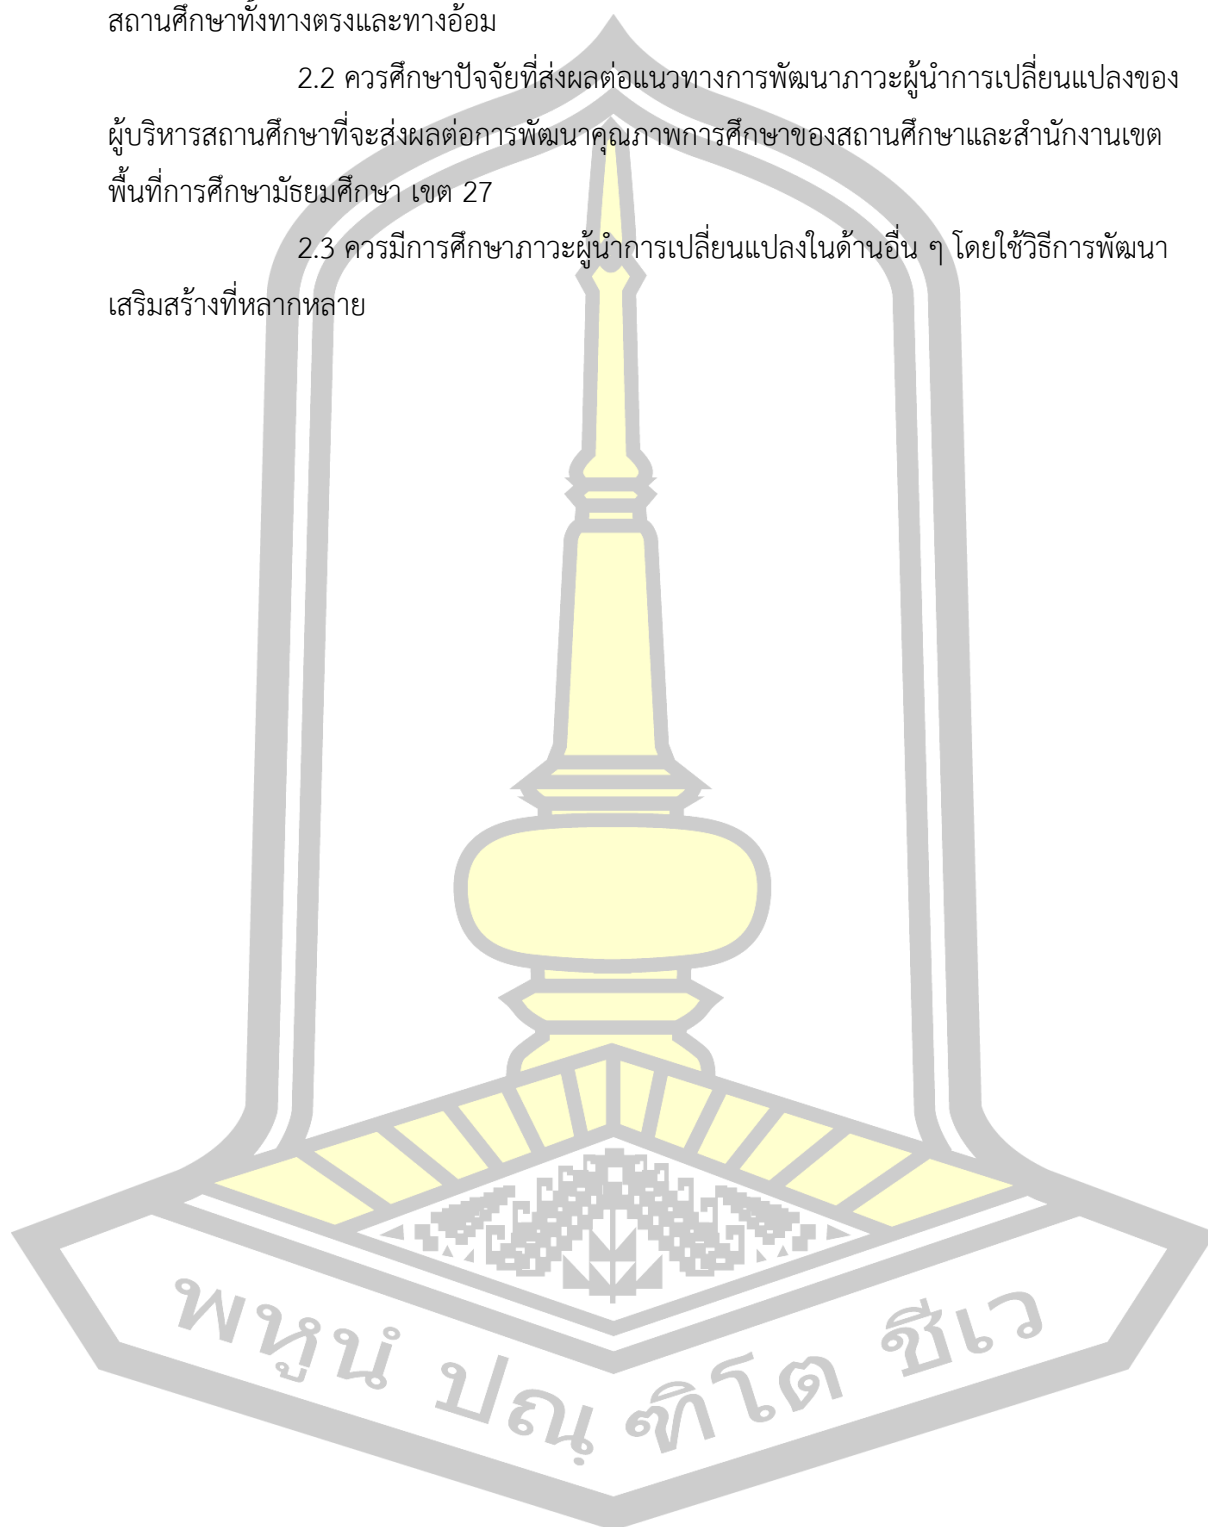 สถานศึกษาทั้งทางตรงและทางอ้อม
2.2 ควรศึกษาปัจจัยที่ส่งผลต่อแนวทางการพัฒนาภาวะผู้นำการเปลี่ยนแปลงของ
ผู้บริหารสถานศึกษาที่จะส่งผลต่อการพัฒนาคุณภาพการศึกษาของสถานศึกษาและสำนักงานเขต
พื้นที่การศึกษามัธยมศึกษา เขต 27
2.3 ควรมีการศึกษาภาวะผู้นำการเปลี่ยนแปลงในด้านอื่น ๆ โดยใช้วิธีการพัฒนา
เสริมสร้างที่หลากหลาย
พหูนํ ปณฺฑิโต ชีเว